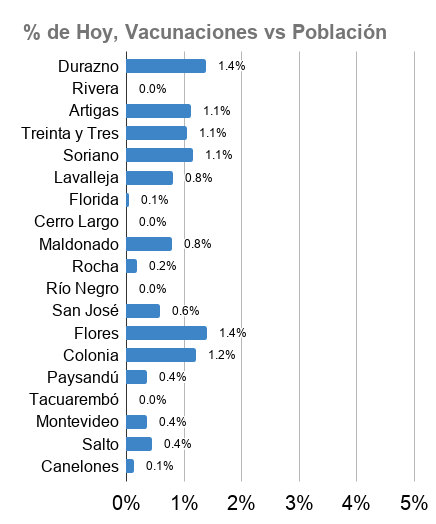 % de Hoy, Vacunaciones vs Población
Durazno 1.4%
Rivera 0.0%
Artigas 1.1%
Treinta y Tres 1.1%
Soriano 1.1%
Lavalleja 0.8%
Florida 0.1%
Cerro Largo 0.0%
Maldonado 0.8%
Rocha 0.2%
Río Negro 0.0%
San José 0.6%
Flores 1.4%
Colonia 1.2%
Paysandú 0.4%
Tacuarembó 0.0%
Montevideo 0.4%
Salto 0.4%
Canelones 0.1%
0% 1% 2% 3% 4% 5%